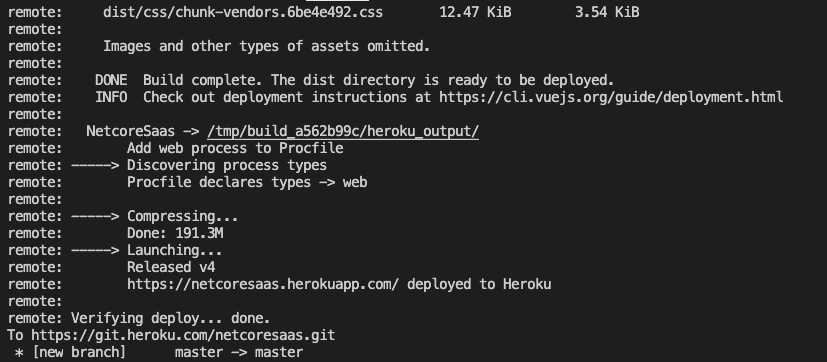 remote:     dist/css/chunk-vendors.6be4e492.css       12.47 KiB        3.54 KiB
remote:
remote:     Images and other types of assets omitted.
remote:
remote:    DONE  Build complete. The dist directory is ready to be deployed.
remote:    INFO  Check out deployment instructions at https://cli.vuejs.org/guide/deployment.html
remote:
remote:   NetcoreSaas -> /tmp/build_a562b99c/heroku_output/
remote:        Add web process to Procfile
remote: -----> Discovering process types
remote:        Procfile declares types -> web
remote:
remote: -----> Compressing...
remote:        Done: 191.3M
remote: -----> Launching...
remote:        Released v4
remote:        https://netcoresaas.herokuapp.com/ deployed to Heroku
remote:
remote: Verifying deploy... done.
To https://git.heroku.com/netcoresaas.git
 * [new branch]      master -> master